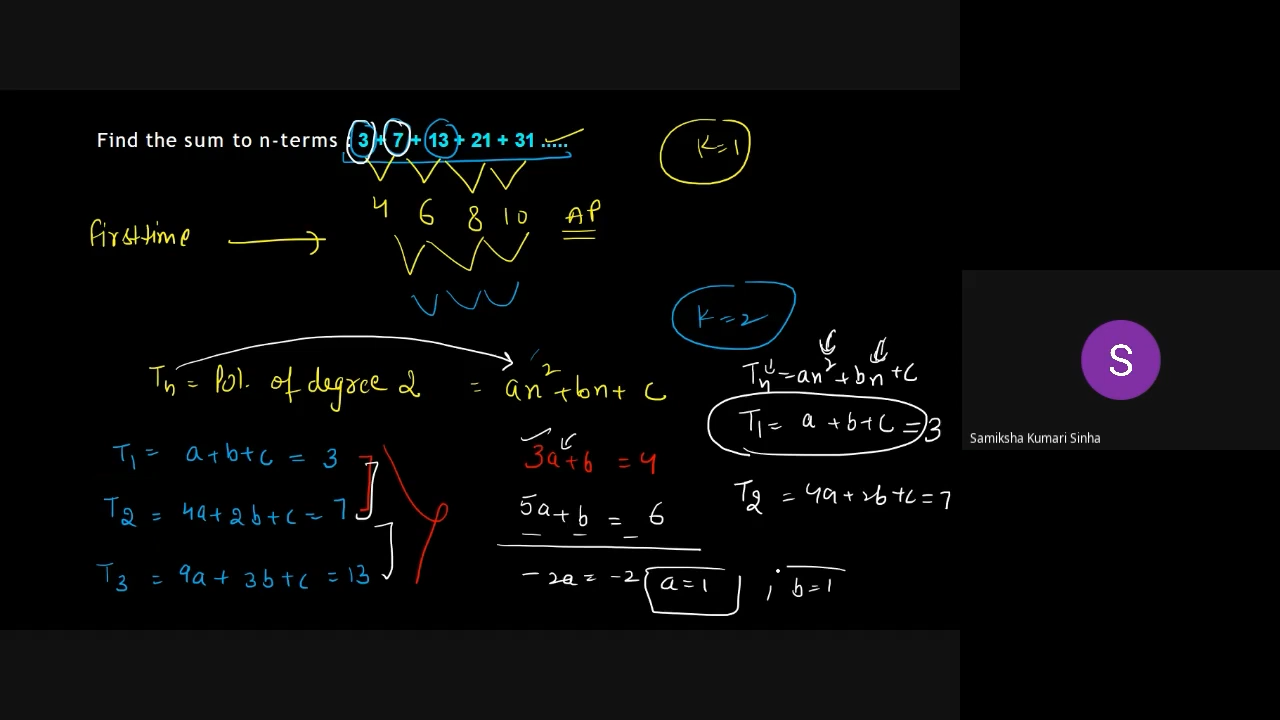 Find the sum to n-terms : 3 + 7 + 13 + 21 + 31 .....
K=1
4 6 8 10 AP
First time
K=2
Tn = Pol. of degree 2 = an² + bn + c
Tn = an² + bn + c
T1 = a + b + c = 3
T1 = a+b+c = 3
3a+b = 4
T2 = 4a + 2b + c = 7
T2 = 4a + 2b + c = 7
5a + b = 6
T3 = 9a + 3b + c = 13
-2a = -2 a=1 ; b=1
S
Samiksha Kumari Sinha